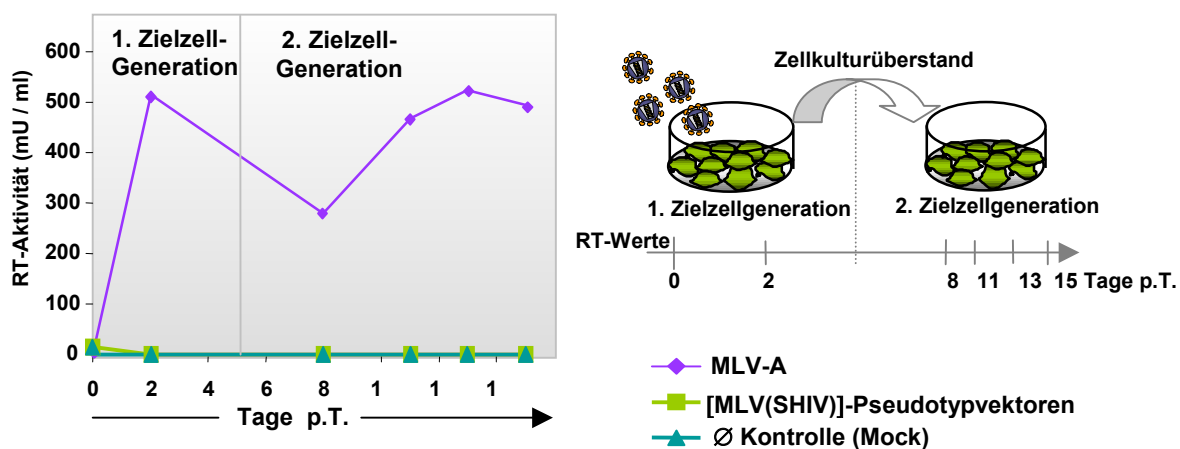 600
500
400
300
200
100
0
RT-Aktivität (mU / ml)
1. Zielzell-
Generation
2. Zielzell-
Generation
0 2 4 6 8 1 1 1
Tage p.T.
Zellkulturüberstand
1. Zielzellgeneration
2. Zielzellgeneration
RT-Werte
0 2 8 11 13 15 Tage p.T.
MLV-A
[MLV(SHIV)]-Pseudotypvektoren
Ø Kontrolle (Mock)